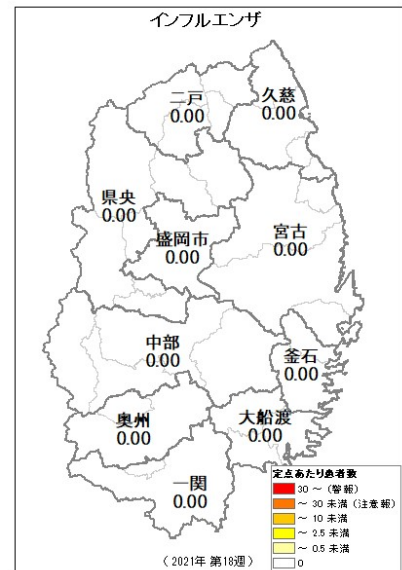 インフルエンザ
二戸
0.00
久慈
0.00
県央
0.00
盛岡市
0.00
宮古
0.00
中部
0.00
釜石
0.00
奥州
0.00
大船渡
0.00
一関
0.00
定点あたり患者数
30 ～ (警報)
～ 30 未満 (注意報)
～ 10 未満
～ 2.5 未満
～ 0.5 未満
0
( 2021年 第18週 )